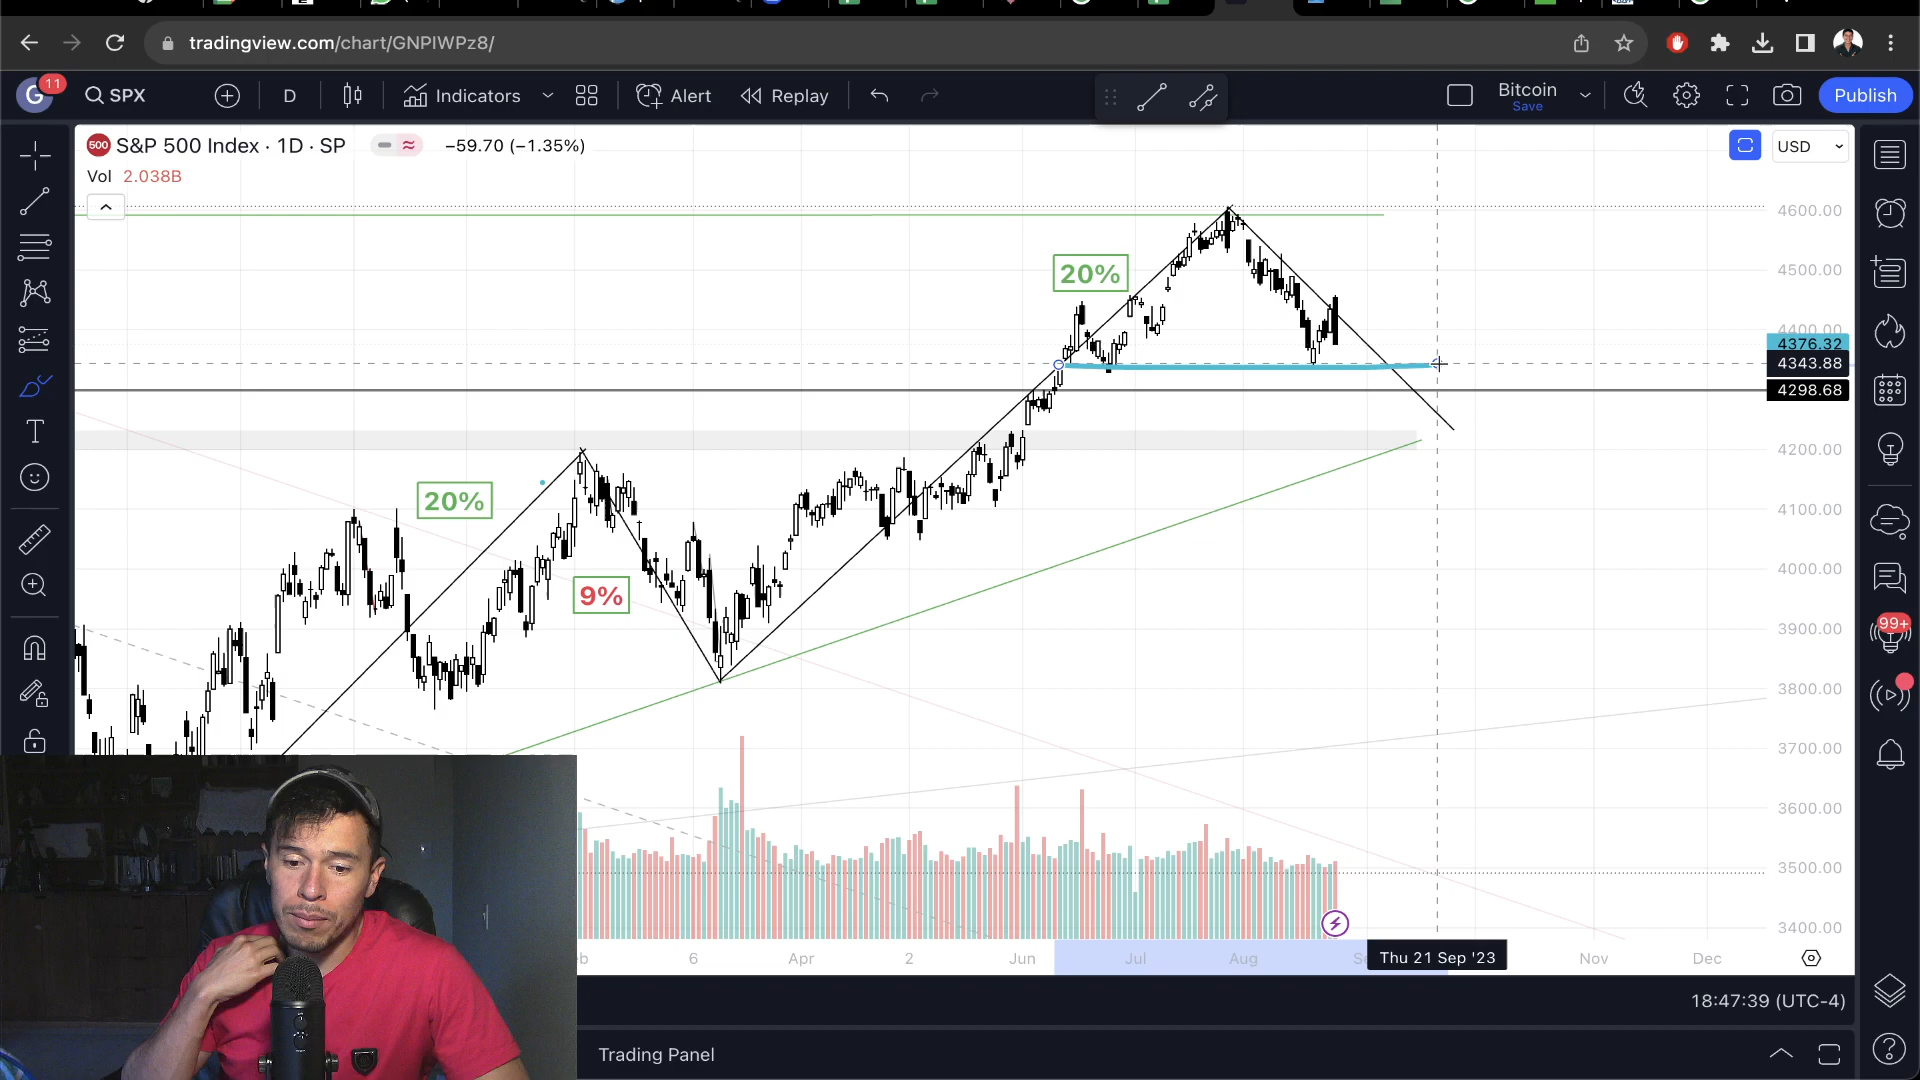 tradingview.com/chart/GNPIWPz8/
G
11
SPX
D
Indicators
Alert
Replay
Bitcoin
Save
Publish
500
S&P 500 Index · 1D · SP
−59.70 (−1.35%)
USD
Vol 2.038B
4600.00
20%
4500.00
4400.00
4376.32
4343.88
4298.68
4200.00
20%
4100.00
4000.00
9%
3900.00
99+
3800.00
3700.00
3600.00
3500.00
3400.00
6
Apr
2
Jun
Jul
Aug
Thu 21 Sep '23
Nov
Dec
18:47:39 (UTC-4)
Trading Panel